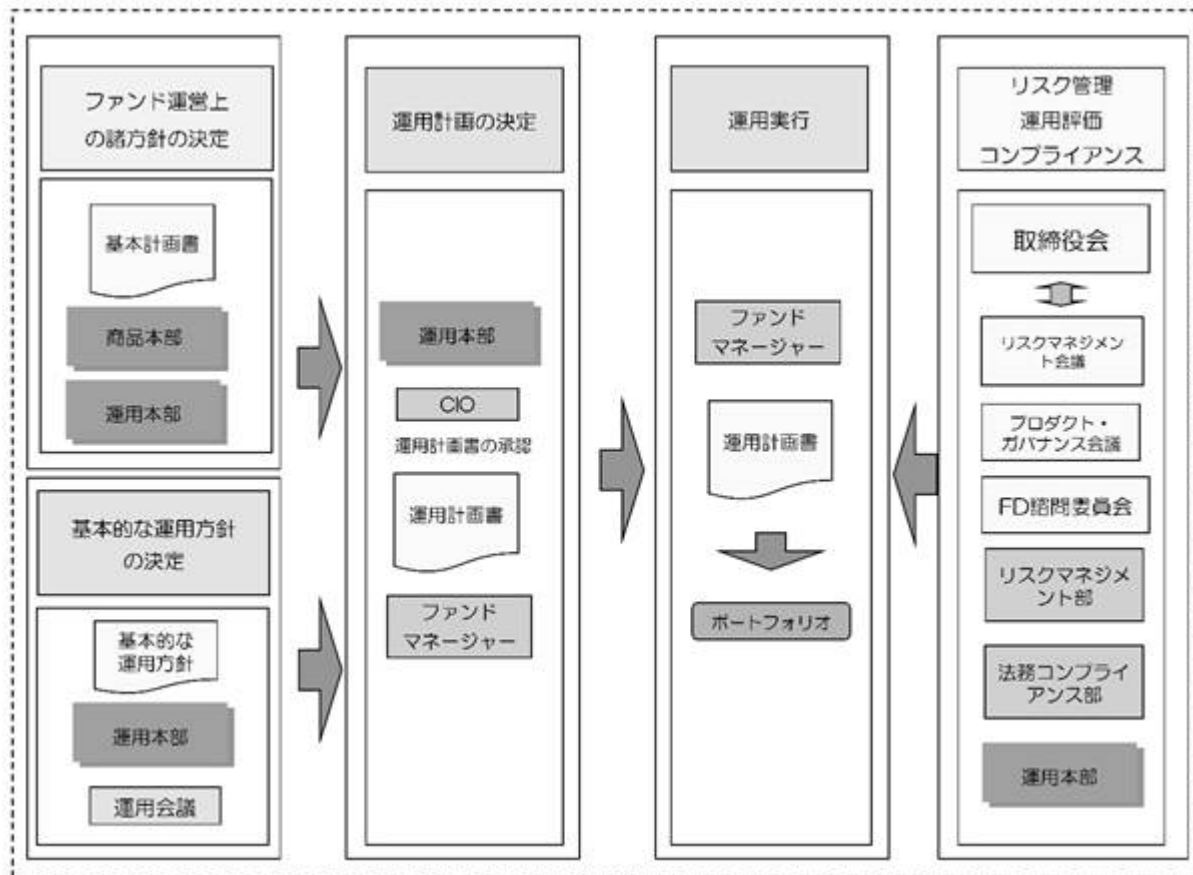 ファンド運営上
の諸方針の決定
基本計画書
商品本部
運用本部
基本的な運用方針
の決定
基本的な
運用方針
運用本部
運用会議
運用計画の決定
運用本部
CIO
運用計画書の承認
運用計画書
ファンド
マネージャー
運用実行
ファンド
マネージャー
運用計画書
ポートフォリオ
リスク管理
運用評価
コンプライアンス
取締役会
リスクマネジメン
ト会議
プロダクト・
ガバナンス会議
FD諮問委員会
リスクマネジメ
ント部
法務コンプライ
アンス部
運用本部